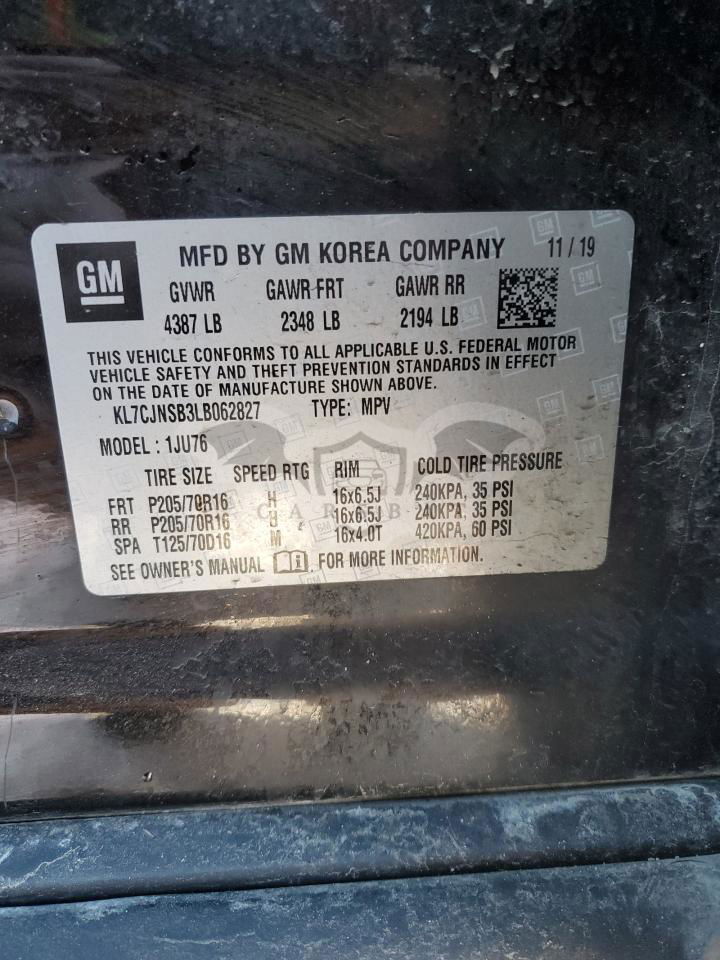 GM
MFD BY GM KOREA COMPANY 11 / 19
GVWR GAWR FRT GAWR RR
4387 LB 2348 LB 2194 LB
THIS VEHICLE CONFORMS TO ALL APPLICABLE U.S. FEDERAL MOTOR
VEHICLE SAFETY AND THEFT PREVENTION STANDARDS IN EFFECT
ON THE DATE OF MANUFACTURE SHOWN ABOVE.
KL7CJNSB3LB062827 TYPE: MPV
MODEL : 1JU76
TIRE SIZE SPEED RTG RIM COLD TIRE PRESSURE
FRT P205/70R16 H 16x6.5J 240KPA, 35 PSI
RR P205/70R16 H 16x6.5J 240KPA, 35 PSI
SPA T125/70D16 M 16x4.0T 420KPA, 60 PSI
SEE OWNER'S MANUAL FOR MORE INFORMATION.